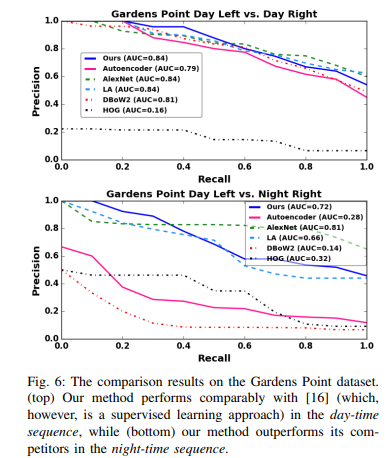 Gardens Point Day Left vs. Day Right
1.0
0.8
0.6
0.4
0.2
0.0
Precision
Ours (AUC=0.84)
Autoencoder (AUC=0.79)
AlexNet (AUC=0.84)
LA (AUC=0.84)
DBoW2 (AUC=0.81)
HOG (AUC=0.16)
0.0 0.2 0.4 0.6 0.8 1.0
Recall
Gardens Point Day Left vs. Night Right
1.0
0.8
0.6
0.4
0.2
0.0
Precision
Ours (AUC=0.72)
Autoencoder (AUC=0.28)
AlexNet (AUC=0.81)
LA (AUC=0.66)
DBoW2 (AUC=0.14)
HOG (AUC=0.32)
0.0 0.2 0.4 0.6 0.8 1.0
Recall
Fig. 6: The comparison results on the Gardens Point dataset.
(top) Our method performs comparably with [16] (which,
however, is a supervised learning approach) in the day-time
sequence, while (bottom) our method outperforms its com-
petitors in the night-time sequence.